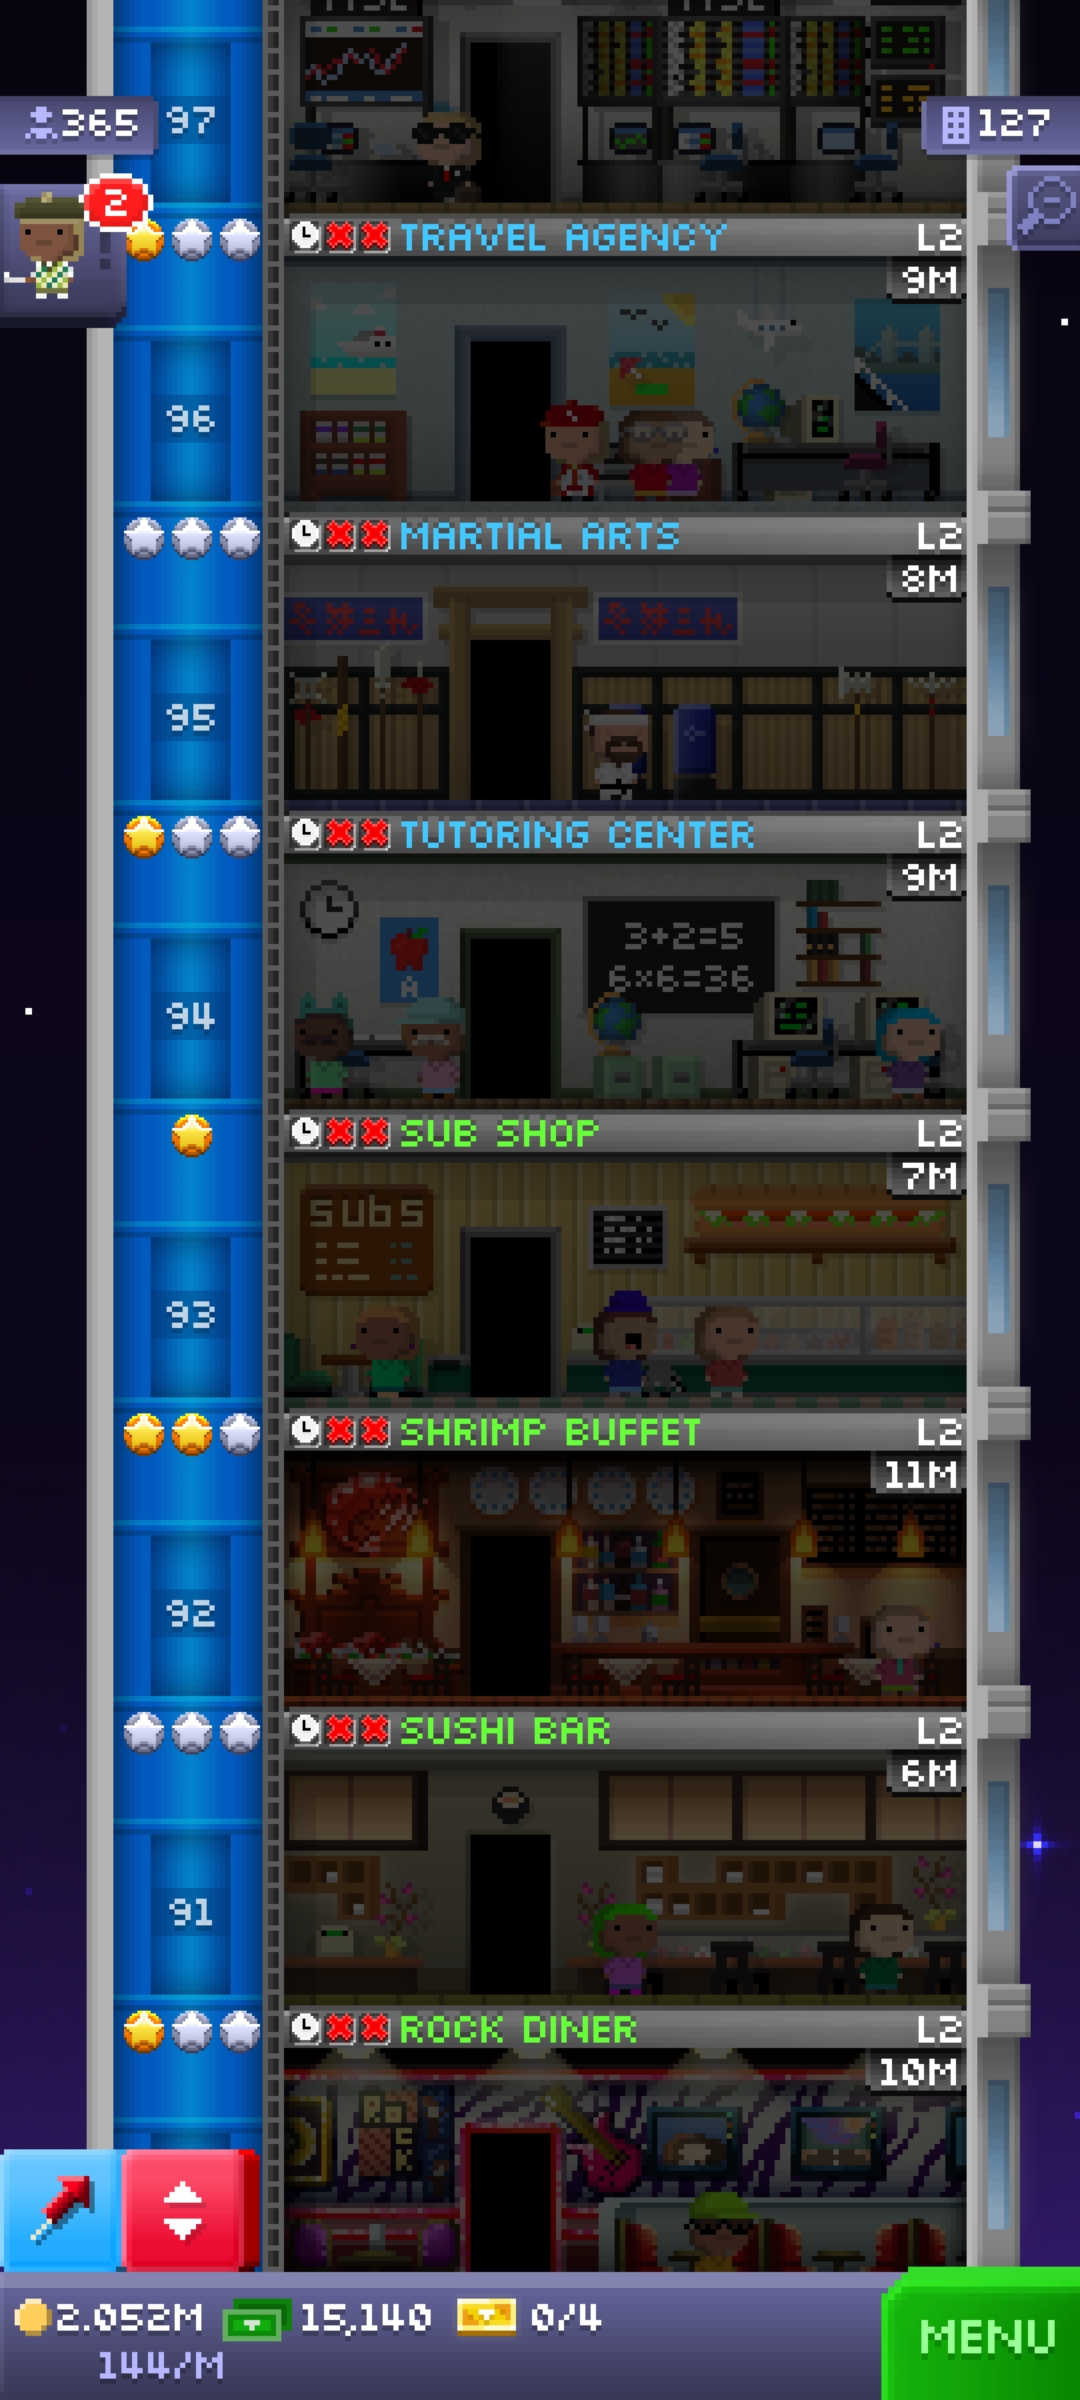 97
365
127
2
TRAVEL AGENCY L2
9M
96
MARTIAL ARTS L2
8M
95
TUTORING CENTER L2
9M
3+2=5
6×6=36
A
94
SUB SHOP L2
7M
subs
93
SHRIMP BUFFET L2
11M
92
SUSHI BAR L2
6M
91
ROCK DINER L2
10M
2.052M 15,140 0/4
144/M
MENU